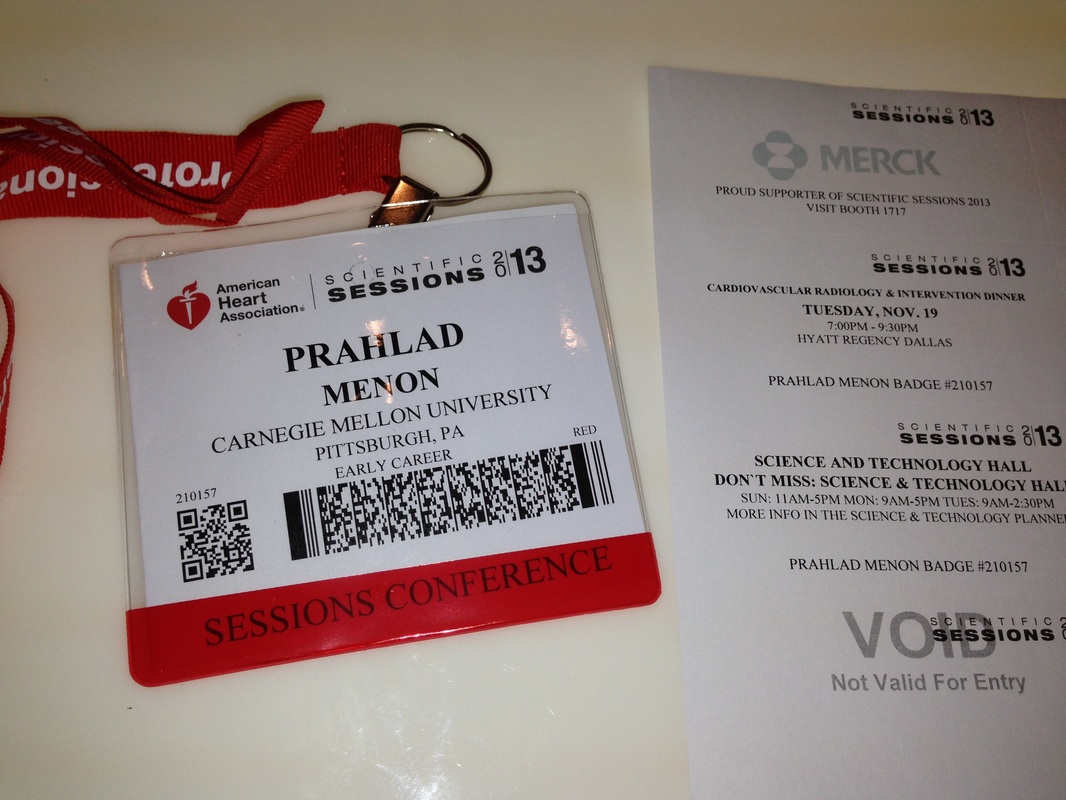 Professional
American
Heart
Association®
SCIENTIFIC
SESSIONS 2013
PRAHLAD
MENON
CARNEGIE MELLON UNIVERSITY
PITTSBURGH, PA
EARLY CAREER
RED
210157
SESSIONS CONFERENCE
SCIENTIFIC
SESSIONS 2013
MERCK
PROUD SUPPORTER OF SCIENTIFIC SESSIONS 2013
VISIT BOOTH 1717
SCIENTIFIC
SESSIONS 2013
CARDIOVASCULAR RADIOLOGY & INTERVENTION DINNER
TUESDAY, NOV. 19
7:00PM - 9:30PM
HYATT REGENCY DALLAS
PRAHLAD MENON BADGE #210157
SCIENTIFIC
SESSIONS 2013
SCIENCE AND TECHNOLOGY HALL
DON`T MISS: SCIENCE & TECHNOLOGY HAL
SUN: 11AM-5PM MON: 9AM-5PM TUES: 9AM-2:30PM
MORE INFO IN THE SCIENCE & TECHNOLOGY PLANNE
PRAHLAD MENON BADGE #210157
SCIENTIFIC
SESSIONS
VOID
Not Valid For Entry